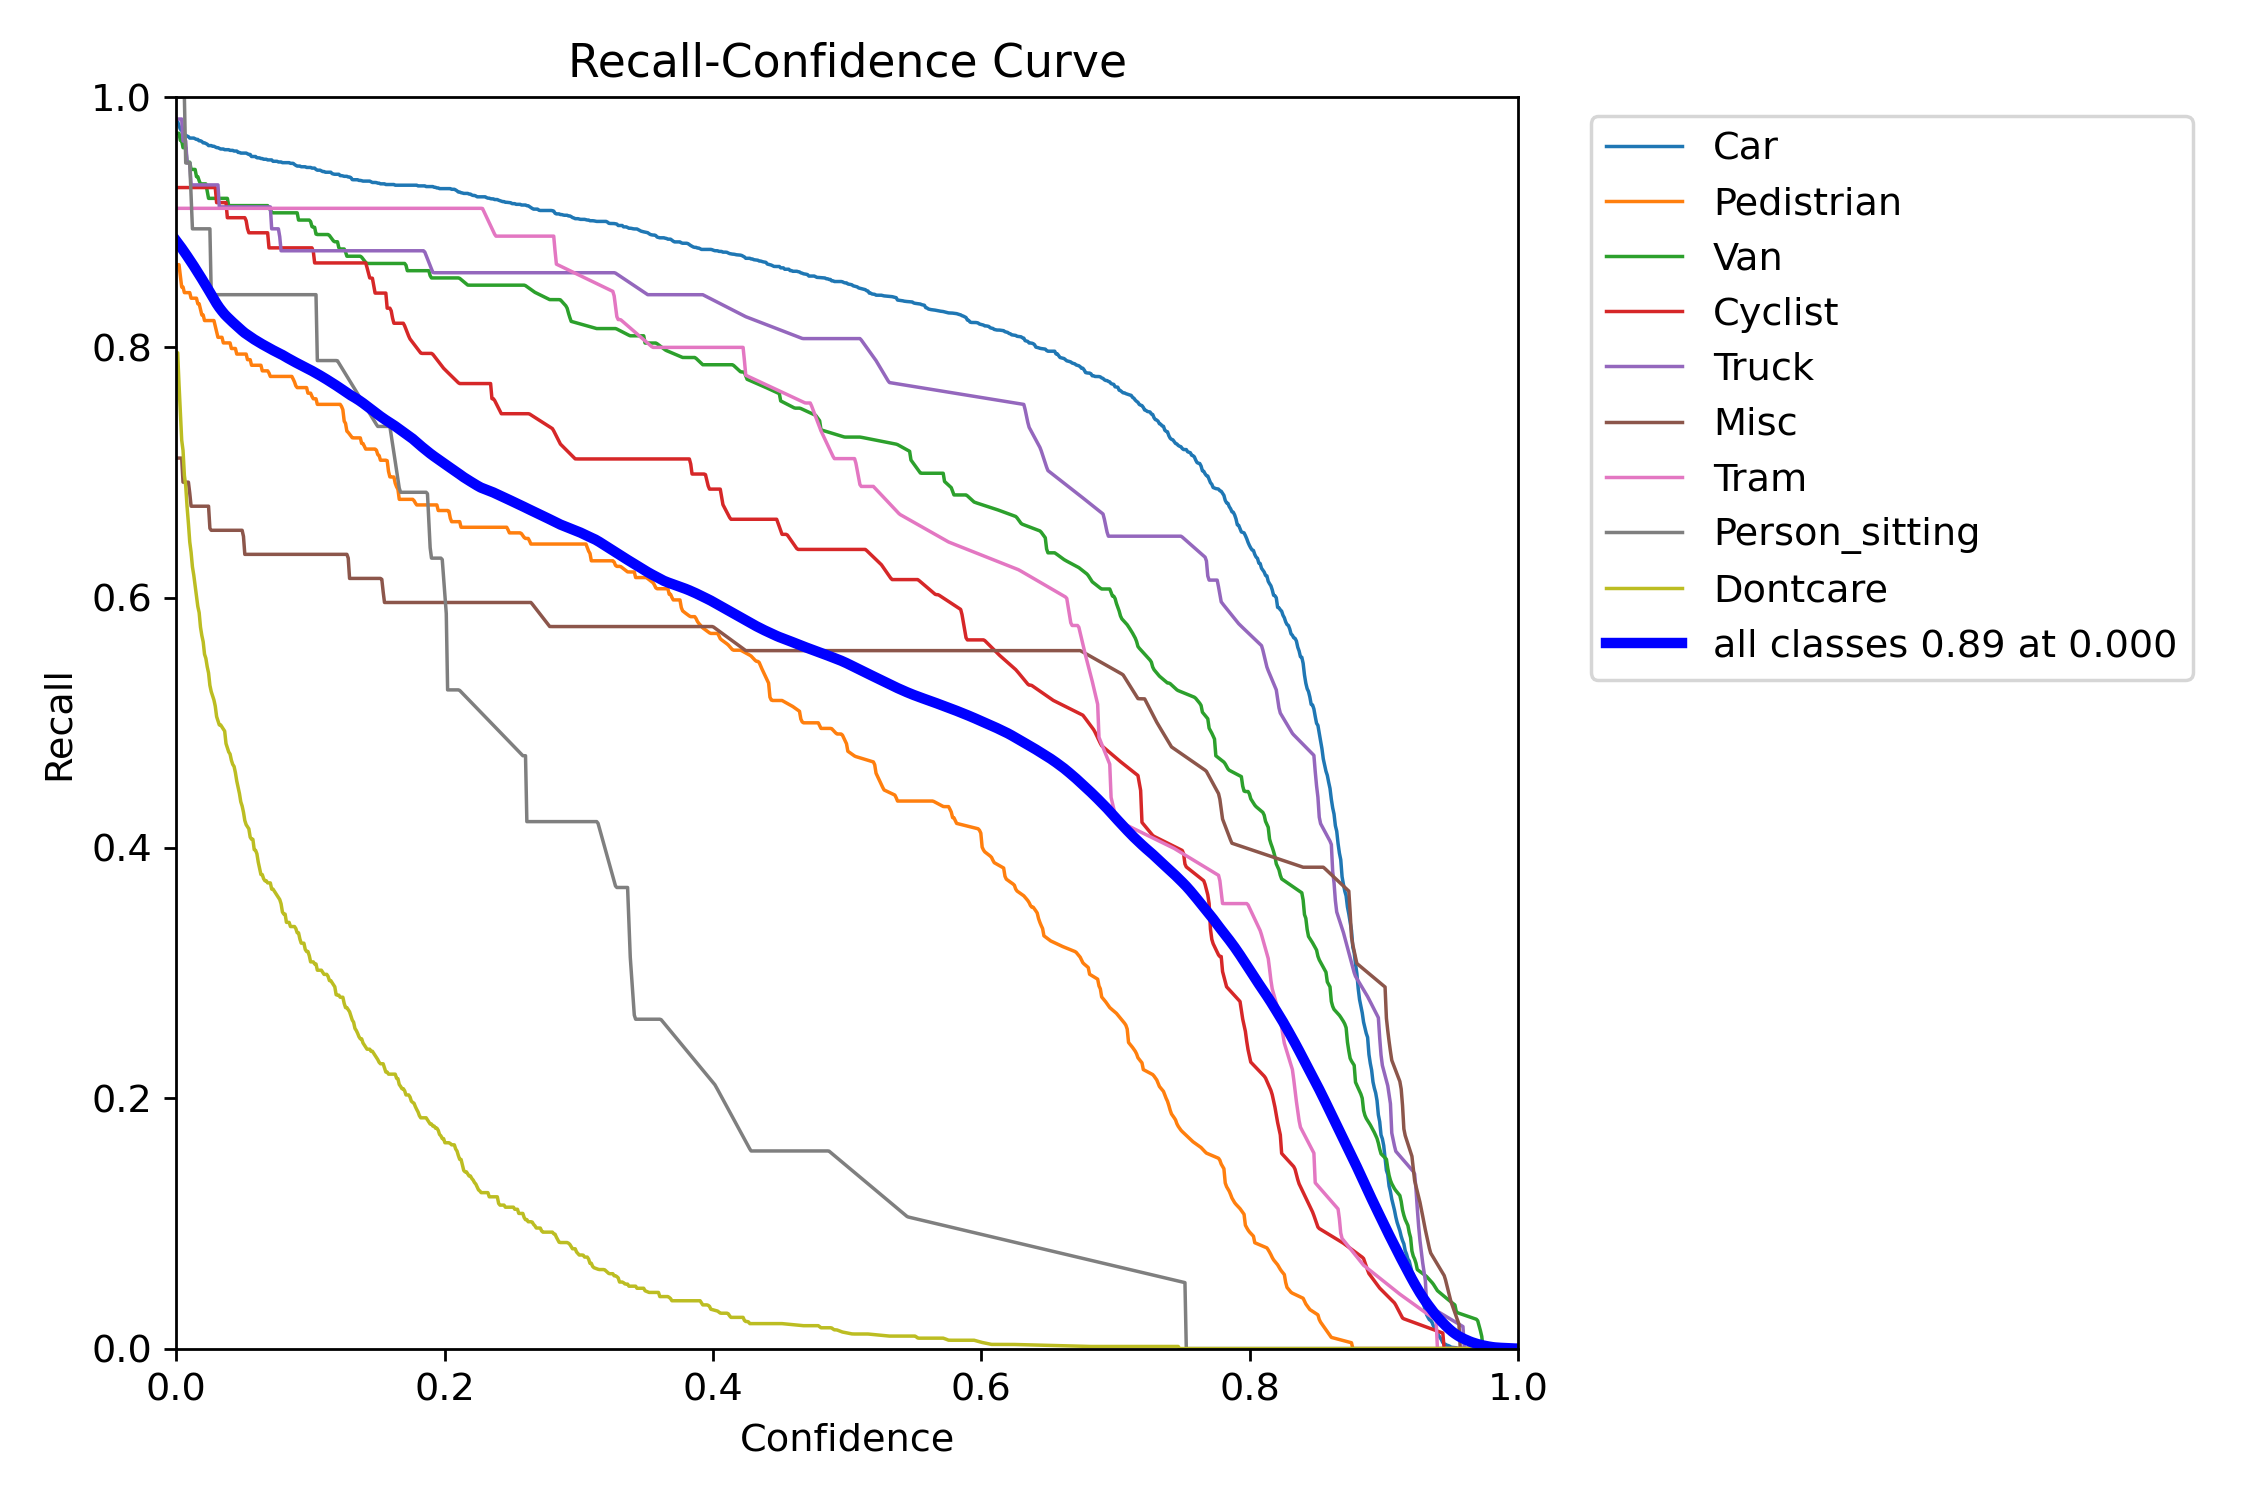 Recall-Confidence Curve
1.0
0.8
0.6
0.4
0.2
0.0
Recall
0.0 0.2 0.4 0.6 0.8 1.0
Confidence
Car
Pedistrian
Van
Cyclist
Truck
Misc
Tram
Person_sitting
Dontcare
all classes 0.89 at 0.000